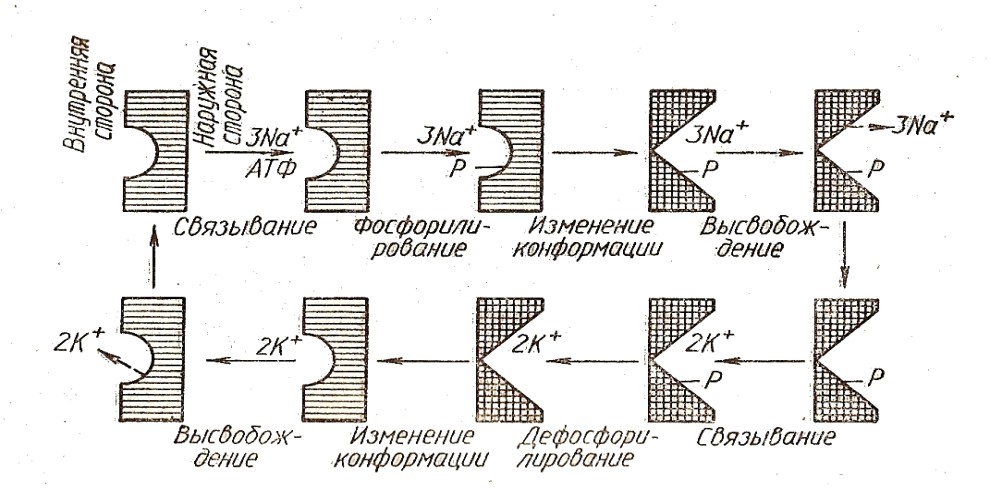 Внутренняя
сторона
Наружная
сторона
3Na⁺
АТФ
3Na⁺
P
3Na⁺
P
3Na⁺
P
Связывание
Фосфорили-
рование
Изменение
конформации
Высвобож-
дение
2K⁺
2K⁺
2K⁺
2K⁺
P
P
Высвобож-
дение
Изменение
конформации
Дефосфори-
лирование
Связывание